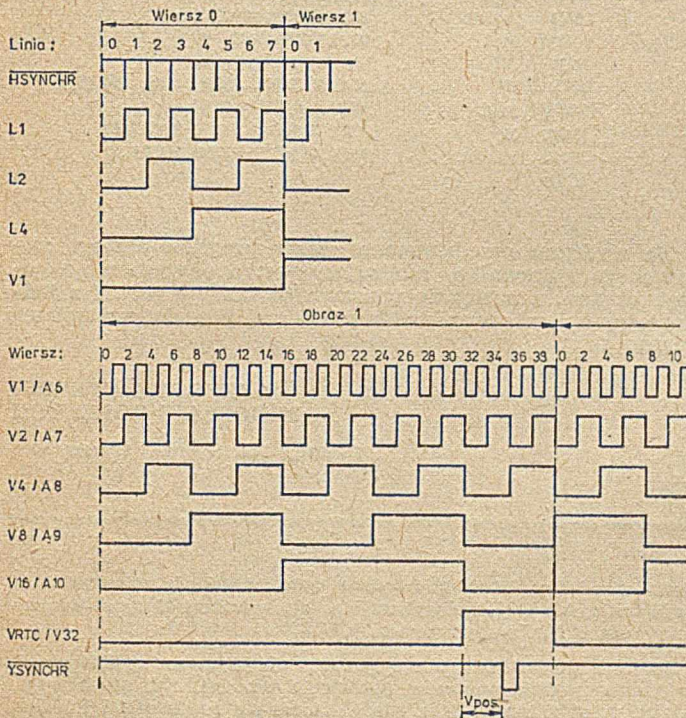 Wiersz 0 Wiersz 1
Linia: 0 1 2 3 4 5 6 7 0 1
HSYNCHR
L1
L2
L4
V1
Obraz 1
Wiersz: 0 2 4 6 8 10 12 14 16 18 20 22 24 26 28 30 32 34 36 38 0 2 4 6 8 10
V1 / A6
V2 / A7
V4 / A8
V8 / A9
V16 / A10
VRTC / V32
YSYNCHR
Vpos